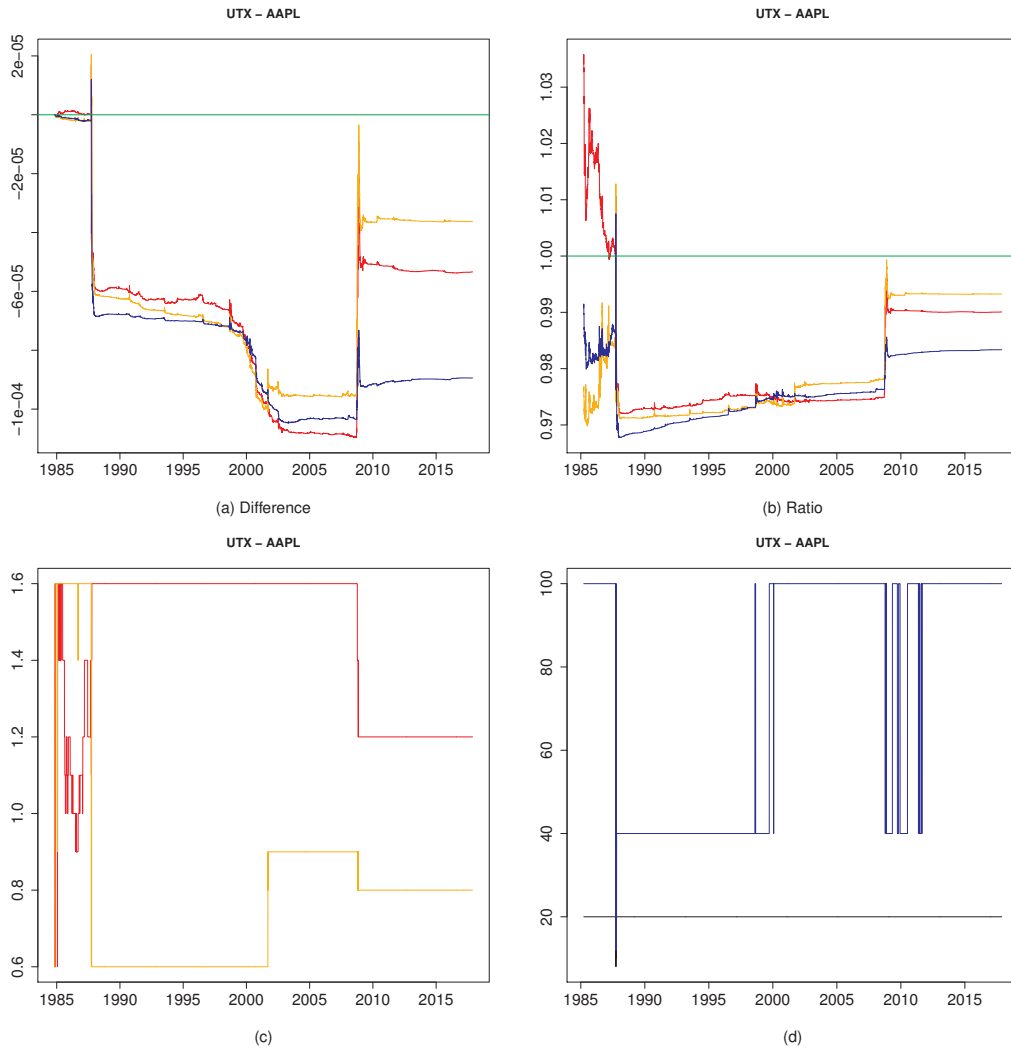 UTX – AAPL
2e-05
-2e-05
-6e-05
-1e-04
1985 1990 1995 2000 2005 2010 2015
(a) Difference
UTX – AAPL
1.03
1.02
1.01
1.00
0.99
0.98
0.97
1985 1990 1995 2000 2005 2010 2015
(b) Ratio
UTX – AAPL
1.6
1.4
1.2
1.0
0.8
0.6
1985 1990 1995 2000 2005 2010 2015
(c)
UTX – AAPL
100
80
60
40
20
1985 1990 1995 2000 2005 2010 2015
(d)